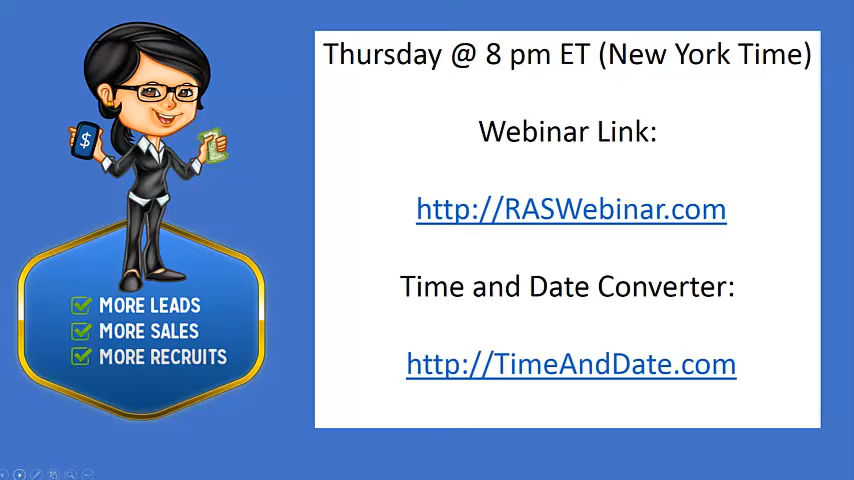 Thursday @ 8 pm ET (New York Time)
Webinar Link:
http://RASWebinar.com
Time and Date Converter:
http://TimeAndDate.com
$
MORE LEADS
MORE SALES
MORE RECRUITS